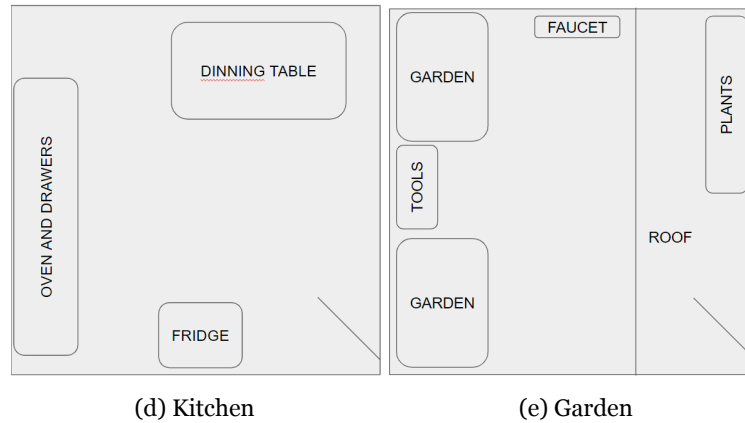 DINNING TABLE
OVEN AND DRAWERS
FRIDGE
(d) Kitchen
FAUCET
GARDEN
PLANTS
TOOLS
ROOF
GARDEN
(e) Garden